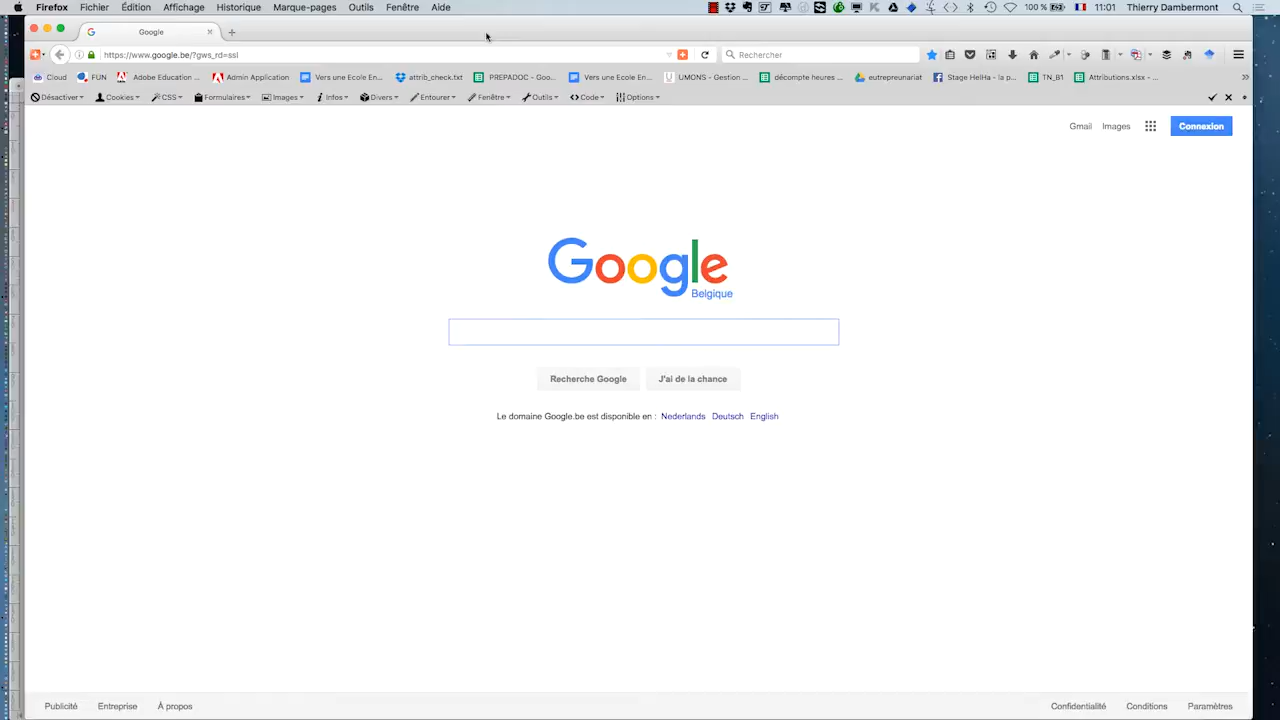 Firefox Fichier Édition Affichage Historique Marque-pages Outils Fenêtre Aide 100 % 11:01 Thierry Dambermont
Google
https://www.google.be/?gws_rd=ssl Rechercher
Cloud FUN Adobe Education ... Admin Application Vers une Ecole En... attrib_check.txt PREPADOC - Goo... Vers une Ecole En... UMONS - Gestion ... décompte heures ... eutrepreunariat Stage HelHa - la p... TN_B1 Attributions.xlsx - ...
Désactiver Cookies CSS Formulaires Images Infos Divers Entourer Fenêtre Outils Code Options
Gmail Images Connexion
Google
Belgique
Recherche Google J'ai de la chance
Le domaine Google.be est disponible en : Nederlands Deutsch English
Publicité Entreprise À propos Confidentialité Conditions Paramètres